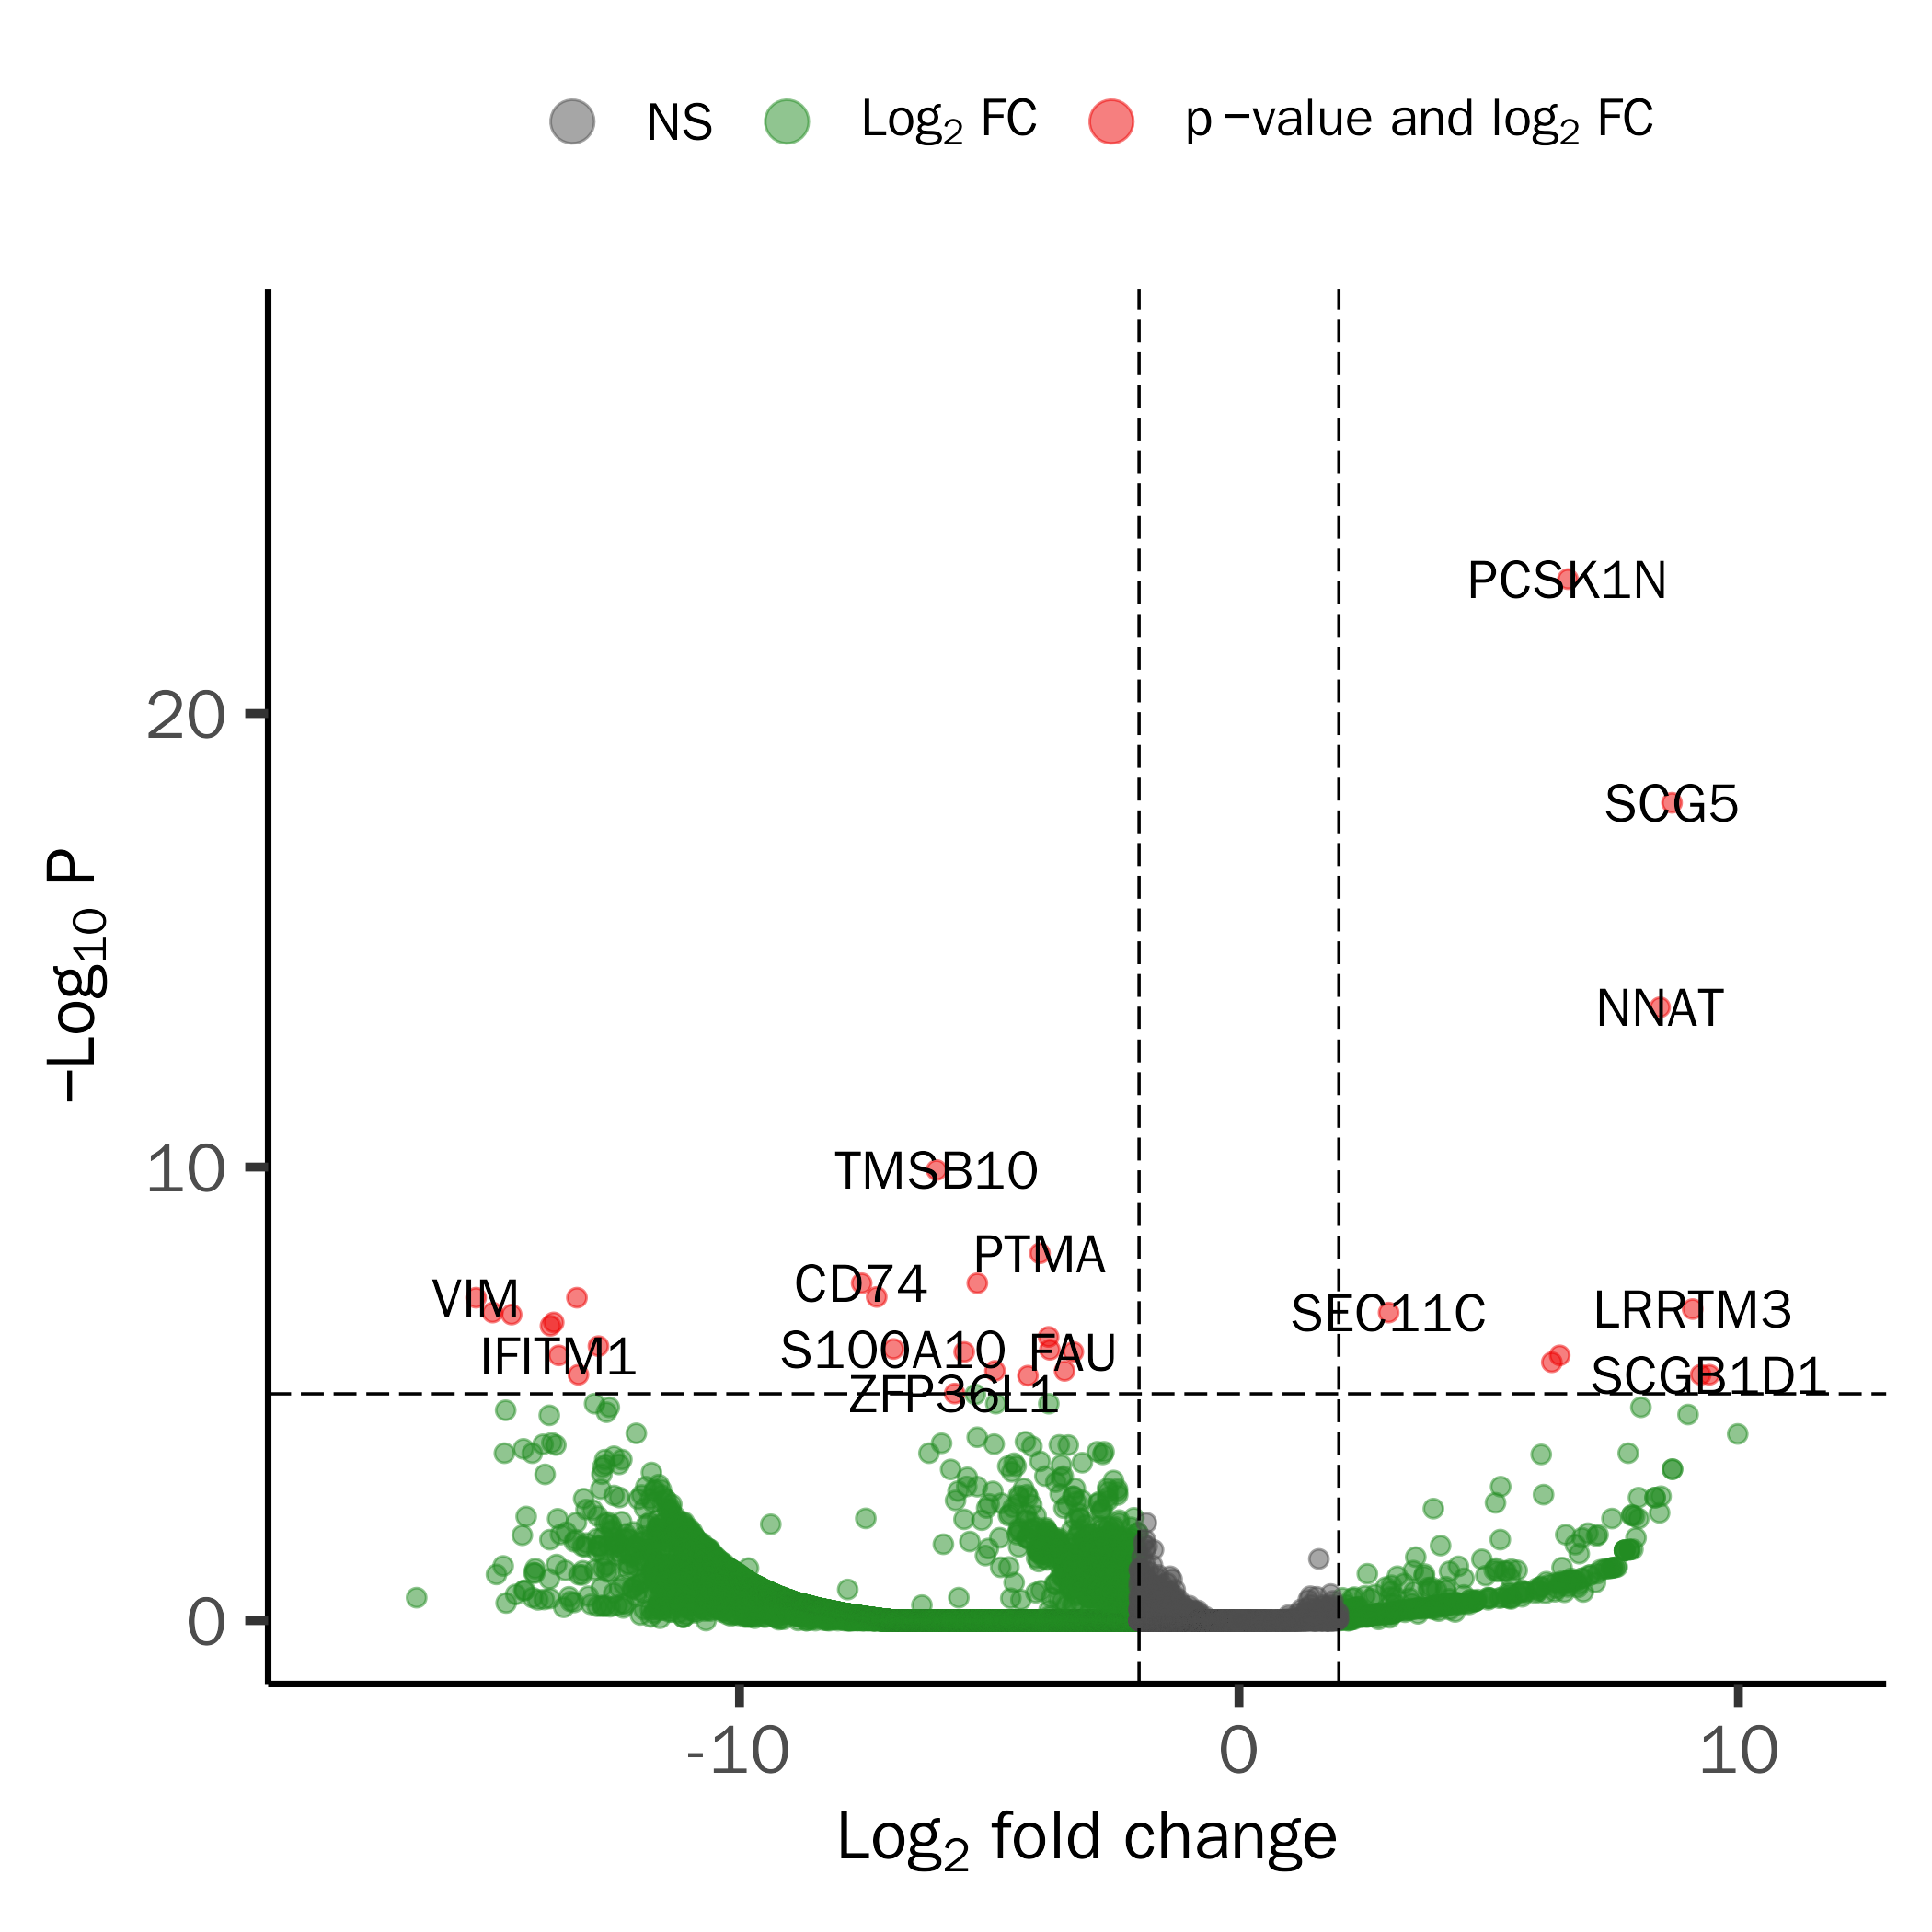 NS Log2 FC p −value and log2 FC
PCSK1N
20
SCG5
−Log10 P
NNAT
10
TMSB10
PTMA
CD74
VIM
SEC11C
LRRTM3
S100A10
FAU
IFITM1
SCGB1D1
ZFP36L1
0
-10 0 10
Log2 fold change